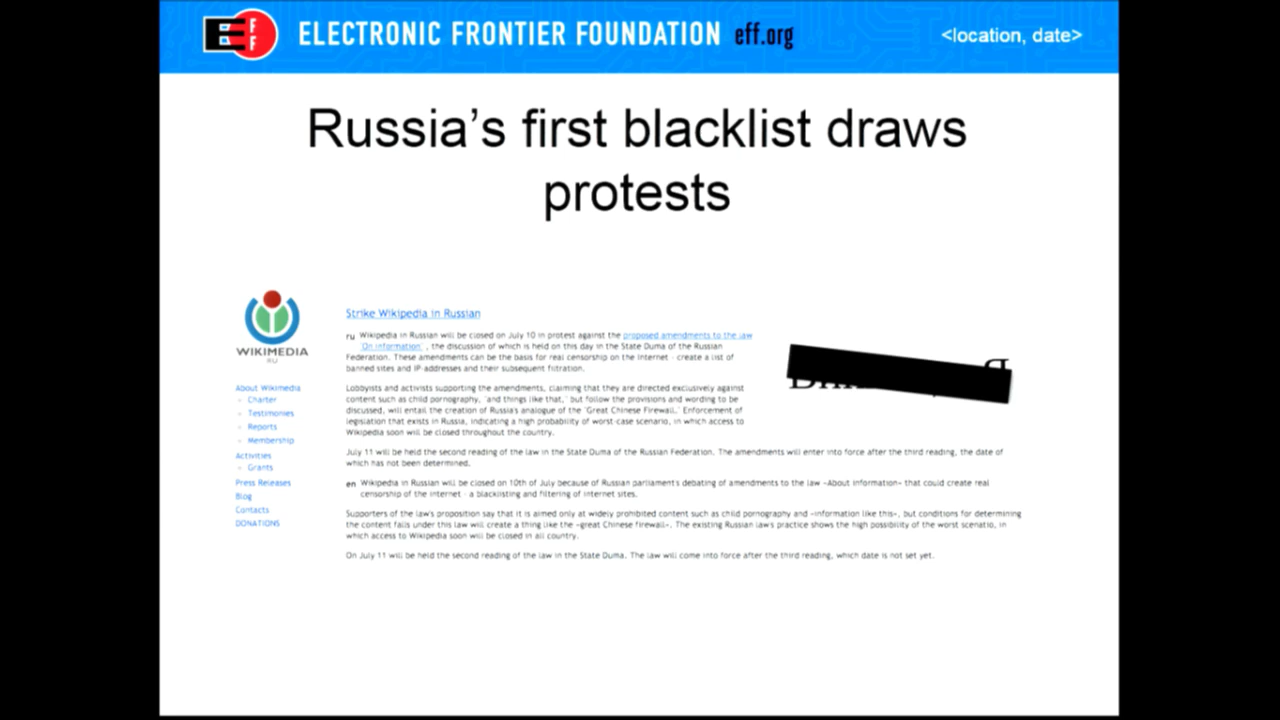 EFF
ELECTRONIC FRONTIER FOUNDATION eff.org
<location, date>
Russia's first blacklist draws
protests
WIKIMEDIA
RU
About Wikimedia
Charter
Testimonies
Reports
Membership
Activities
Grants
Press Releases
Blog
Contacts
DONATIONS
Strike Wikipedia in Russian
ru Wikipedia in Russian will be closed on July 10 in protest against the proposed amendments to the law
"On information" , the discussion of which is held on this day in the State Duma of the Russian
Federation. These amendments can be the basis for real censorship on the Internet - create a list of
banned sites and IP-addresses and their subsequent filtration.
Lobbyists and activists supporting the amendments, claiming that they are directed exclusively against
content such as child pornography, "and things like that," but follow the provisions and wording to be
discussed, will entail the creation of Russia's analogue of the "Great Chinese Firewall." Enforcement of
legislation that exists in Russia, indicating a high probability of worst-case scenario, in which access to
Wikipedia soon will be closed throughout the country.
July 11 will be held the second reading of the law in the State Duma of the Russian Federation. The amendments will enter into force after the third reading, the date of
which has not been determined.
en Wikipedia in Russian will be closed on 10th of July because of Russian parliament's debating of amendments to the law «About information» that could create real
censorship of the internet - a blacklisting and filtering of internet sites.
Supporters of the law's proposition say that it is aimed only at widely prohibited content such as child pornography and «information like this», but conditions for determining
the content falls under this law will create a thing like the «great Chinese firewall». The existing Russian law's practice shows the high possibility of the worst scenatio, in
which access to Wikipedia soon will be closed in all country.
On July 11 will be held the second reading of the law in the State Duma. The law will come into force after the third reading, which date is not set yet.